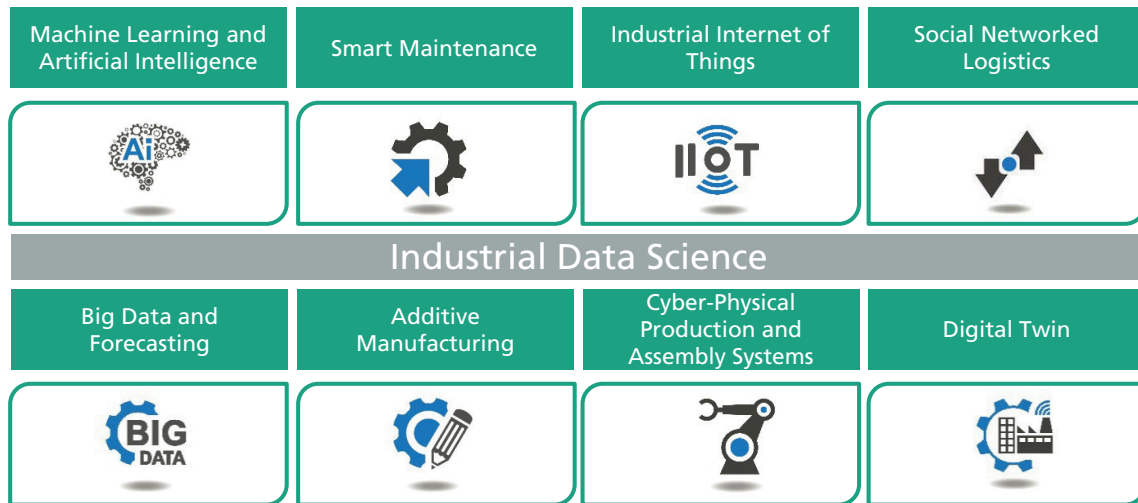 Machine Learning and
Artificial Intelligence
Smart Maintenance
Industrial Internet of
Things
Social Networked
Logistics
Ai
IIoT
Industrial Data Science
Big Data and
Forecasting
Additive
Manufacturing
Cyber-Physical
Production and
Assembly Systems
Digital Twin
BIG
DATA